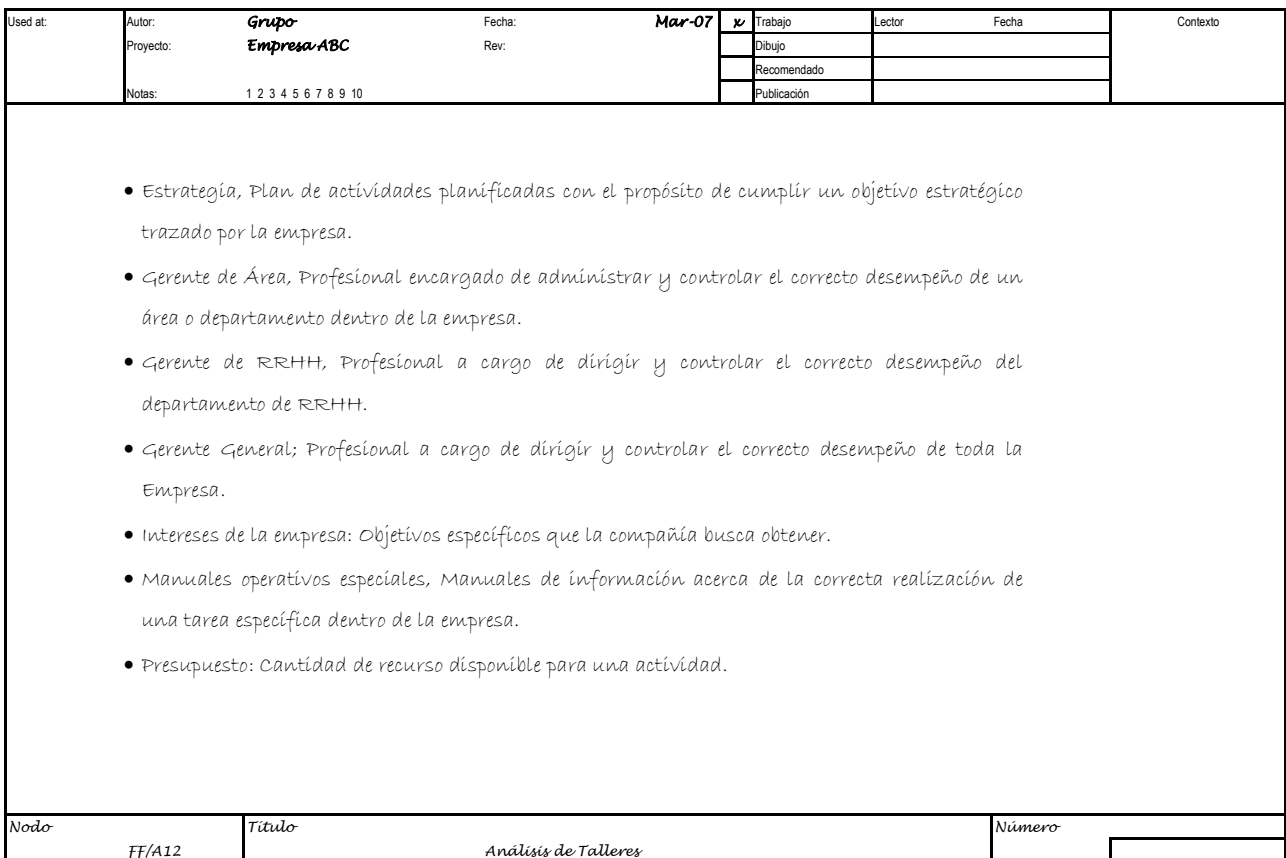 Used at: Autor: Grupo Fecha: Mar-07 x Trabajo Lector Fecha Contexto
Proyecto: Empresa ABC Rev: Dibujo
Recomendado
Notas: 1 2 3 4 5 6 7 8 9 10 Publicación
• Estrategia, Plan de actividades planificadas con el propósito de cumplir un objetivo estratégico
trazado por la empresa.
• Gerente de Área, Profesional encargado de administrar y controlar el correcto desempeño de un
área o departamento dentro de la empresa.
• Gerente de RRHH, Profesional a cargo de dirigir y controlar el correcto desempeño del
departamento de RRHH.
• Gerente General; Profesional a cargo de dirigir y controlar el correcto desempeño de toda la
Empresa.
• Intereses de la empresa: Objetivos específicos que la compañía busca obtener.
• Manuales operativos especiales, Manuales de información acerca de la correcta realización de
una tarea específica dentro de la empresa.
• Presupuesto: Cantidad de recurso disponible para una actividad.
Nodo Título Número
FF/A12 Análisis de Talleres